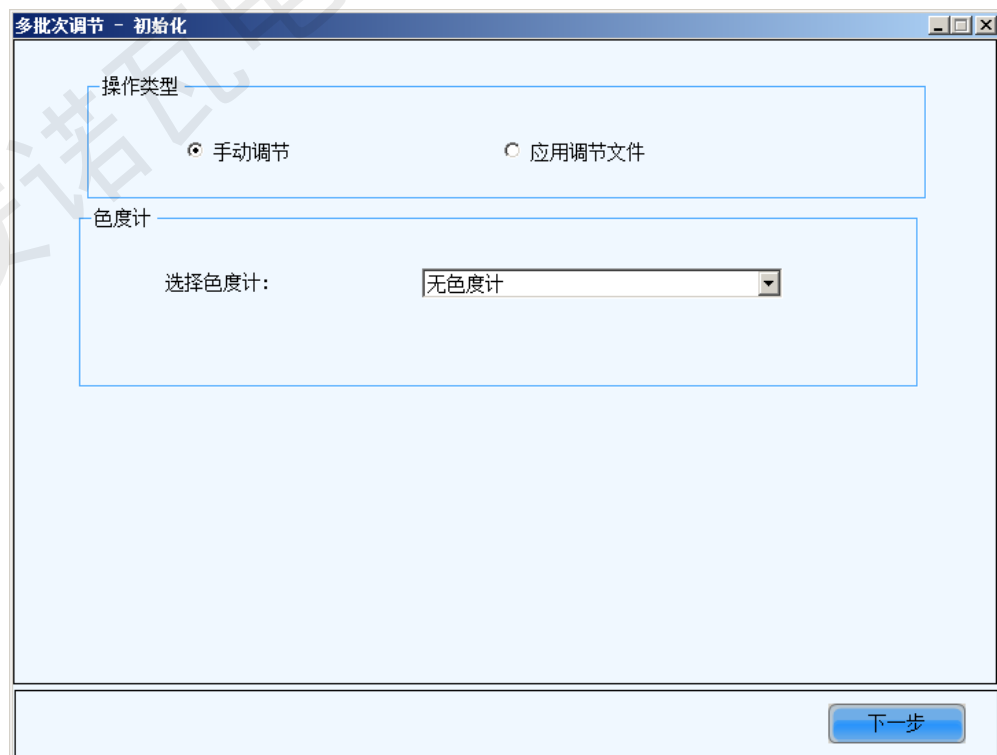 多批次调节 - 初始化
操作类型
手动调节
应用调节文件
色度计
选择色度计:
无色度计
下一步